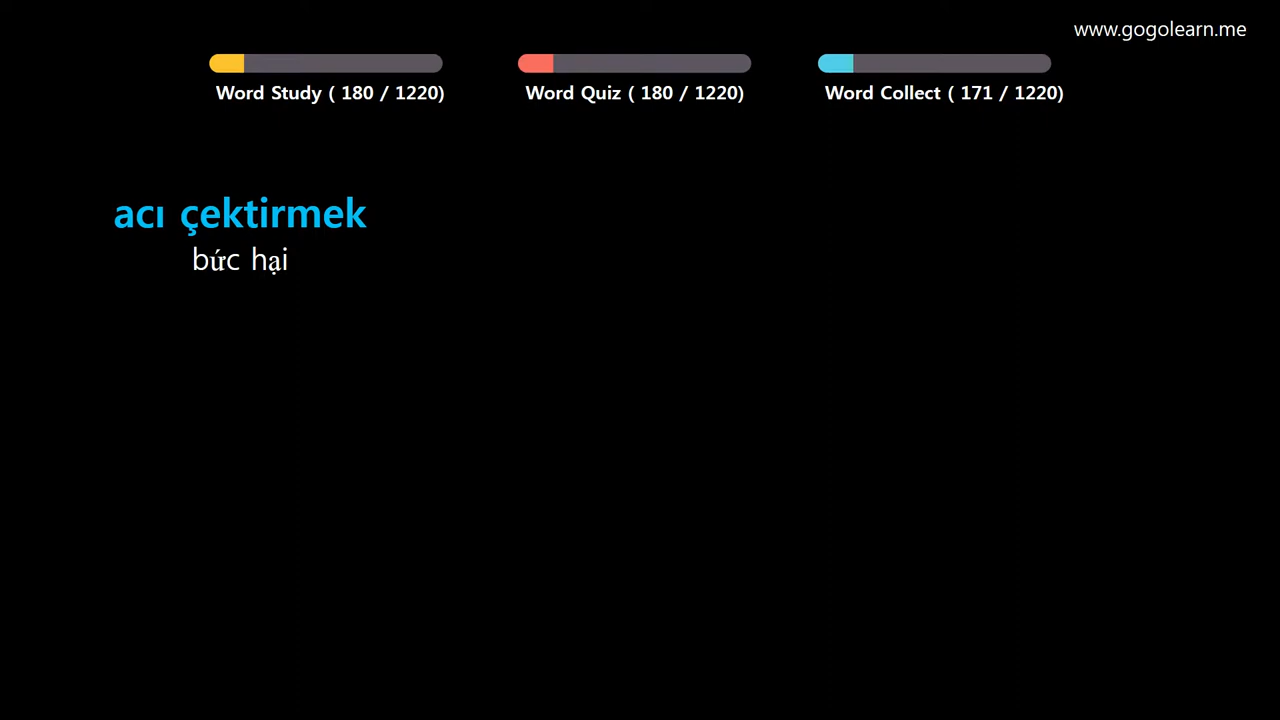 www.gogolearn.me
Word Study ( 180 / 1220)
Word Quiz ( 180 / 1220)
Word Collect ( 171 / 1220)
acı çektirmek
bức hại